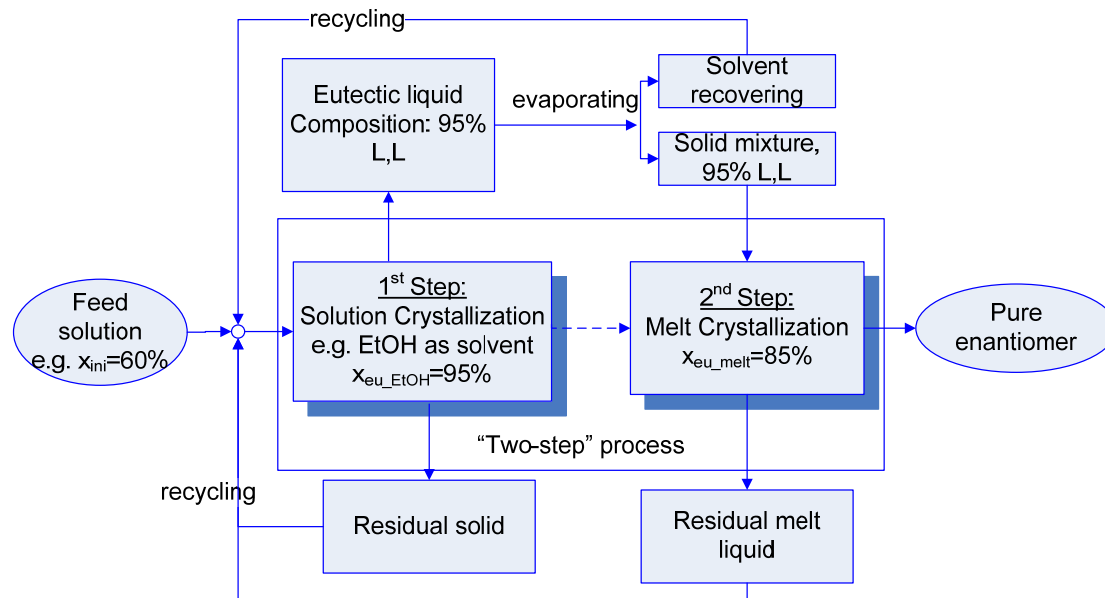 recycling
Eutectic liquid
Composition: 95%
L,L
evaporating
Solvent
recovering
Solid mixture,
95% L,L
Feed
solution
e.g. xini=60%
1st Step:
Solution Crystallization
e.g. EtOH as solvent
xeu_EtOH=95%
2nd Step:
Melt Crystallization
xeu_melt=85%
Pure
enantiomer
“Two-step” process
recycling
Residual solid
Residual melt
liquid